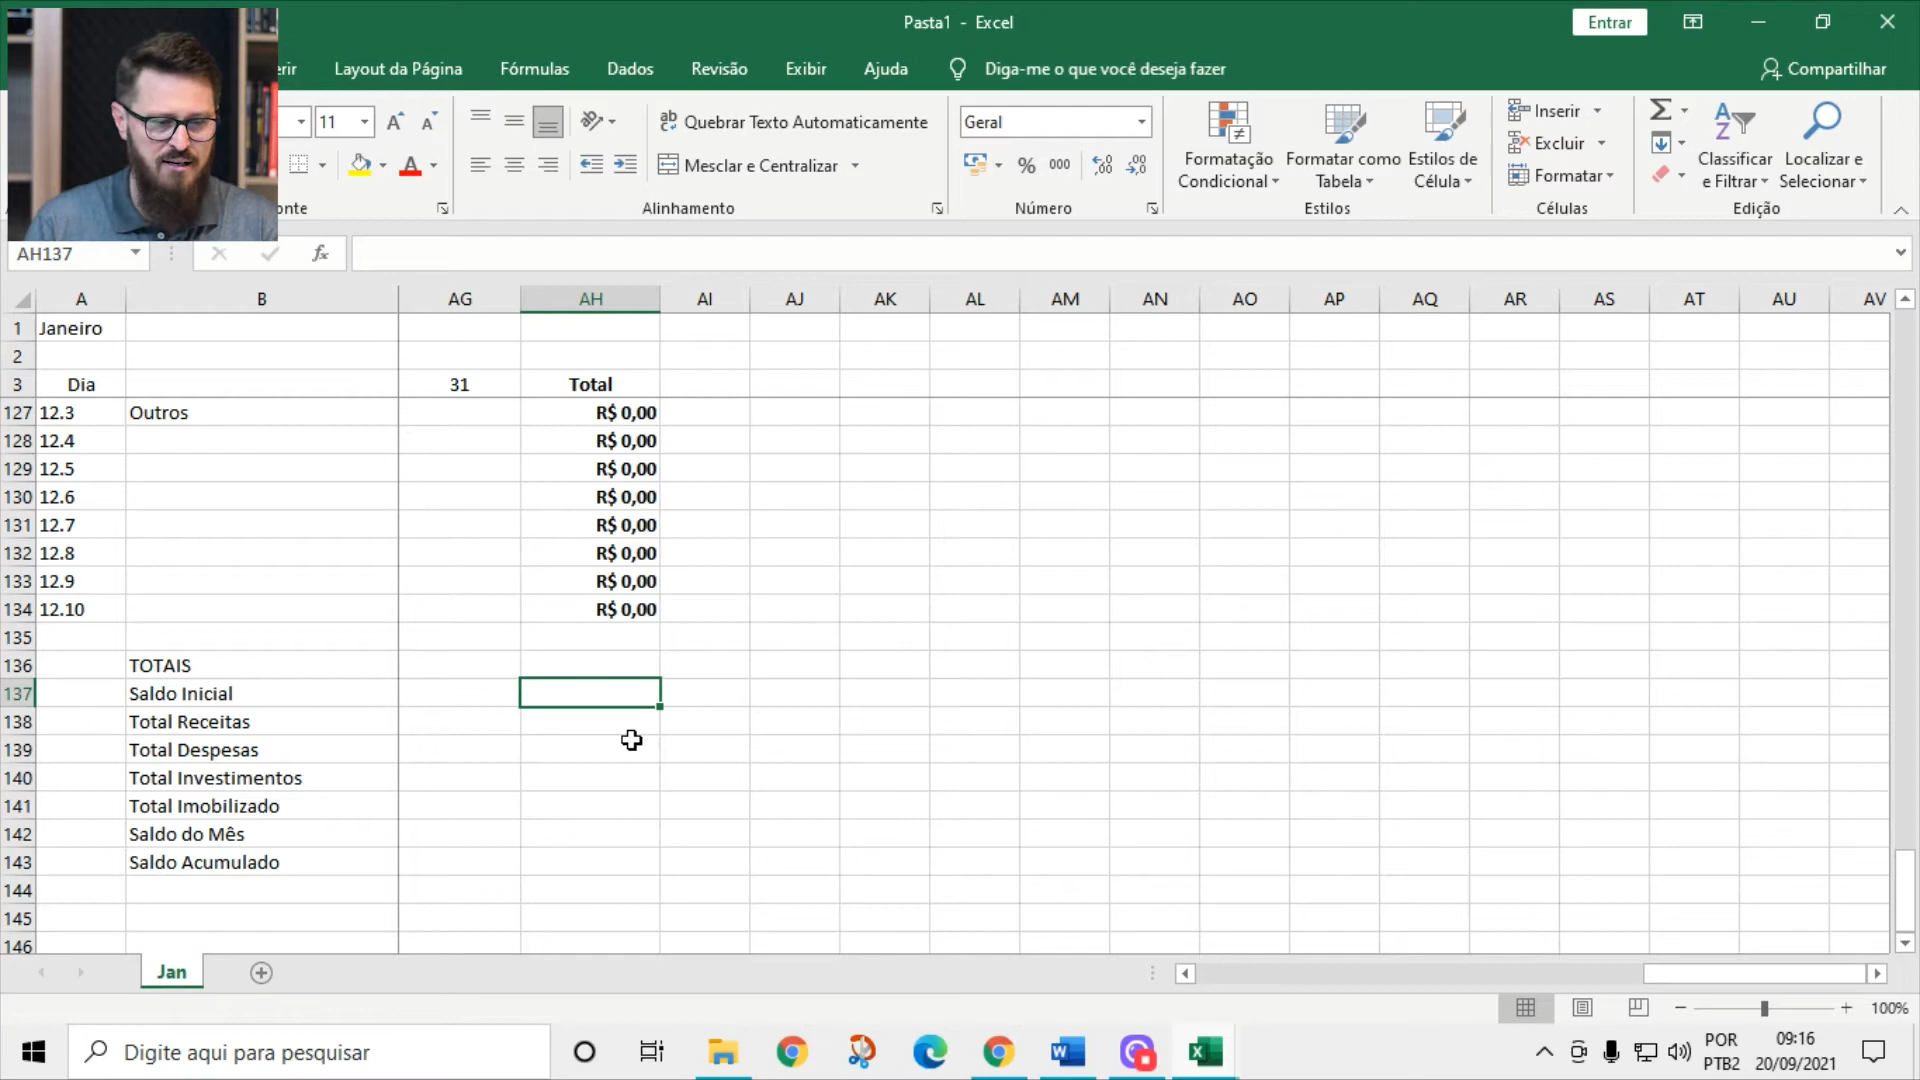 Pasta1 - Excel
Entrar
erir
Layout da Página
Fórmulas
Dados
Revisão
Exibir
Ajuda
Diga-me o que você deseja fazer
Compartilhar
11
A
A
ab
Quebrar Texto Automaticamente
Mesclar e Centralizar
Geral
%
000
Formatação Condicional
Formatar como Tabela
Estilos de Célula
Inserir
Excluir
Formatar
Classificar e Filtrar
Localizar e Selecionar
onte
Alinhamento
Número
Estilos
Células
Edição
AH137
fx
A B AG AH AI AJ AK AL AM AN AO AP AQ AR AS AT AU AV
1 Janeiro
2
3 Dia 31 Total
127 12.3 Outros R$ 0,00
128 12.4 R$ 0,00
129 12.5 R$ 0,00
130 12.6 R$ 0,00
131 12.7 R$ 0,00
132 12.8 R$ 0,00
133 12.9 R$ 0,00
134 12.10 R$ 0,00
135
136 TOTAIS
137 Saldo Inicial
138 Total Receitas
139 Total Despesas
140 Total Investimentos
141 Total Imobilizado
142 Saldo do Mês
143 Saldo Acumulado
144
145
146
Jan
100%
Digite aqui para pesquisar
POR
PTB2
09:16
20/09/2021